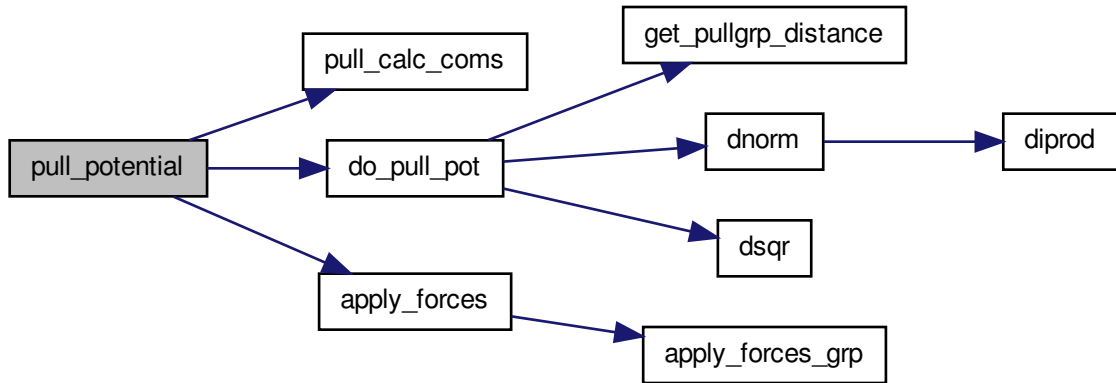 get_pullgrp_distance
pull_calc_coms
dnorm
diprod
pull_potential
do_pull_pot
dsqr
apply_forces
apply_forces_grp